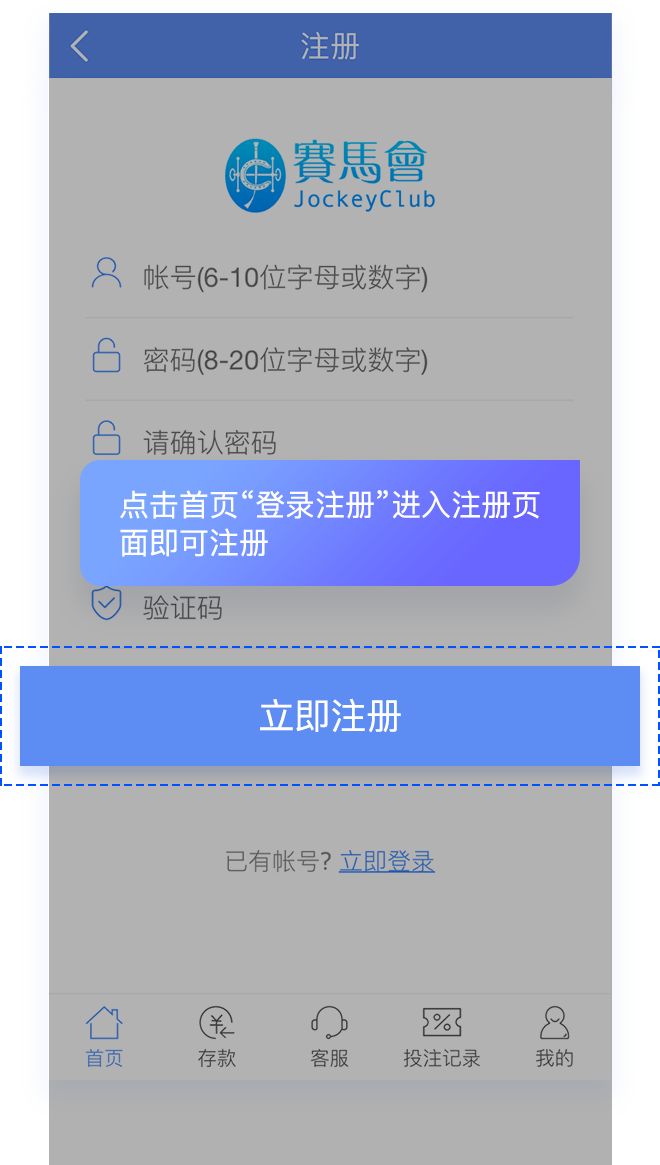 注册
賽馬會
JockeyClub
帐号(6-10位字母或数字)
密码(8-20位字母或数字)
请确认密码
点击首页“登录注册”进入注册页
面即可注册
验证码
立即注册
已有帐号? 立即登录
首页 存款 客服 投注记录 我的